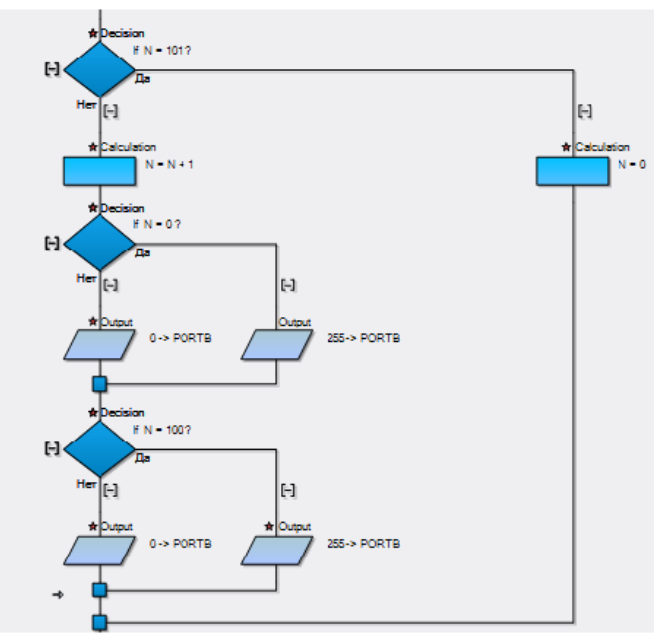 Decision
If N = 101?
[-]
Да
Нет
[-]
[-]
Calculation
N = N + 1
Calculation
N = 0
Decision
If N = 0?
[-]
Да
Нет
[-]
[-]
Output
0-> PORTB
Output
255-> PORTB
Decision
If N = 100?
[-]
Да
Нет
[-]
[-]
Output
0-> PORTB
Output
255-> PORTB